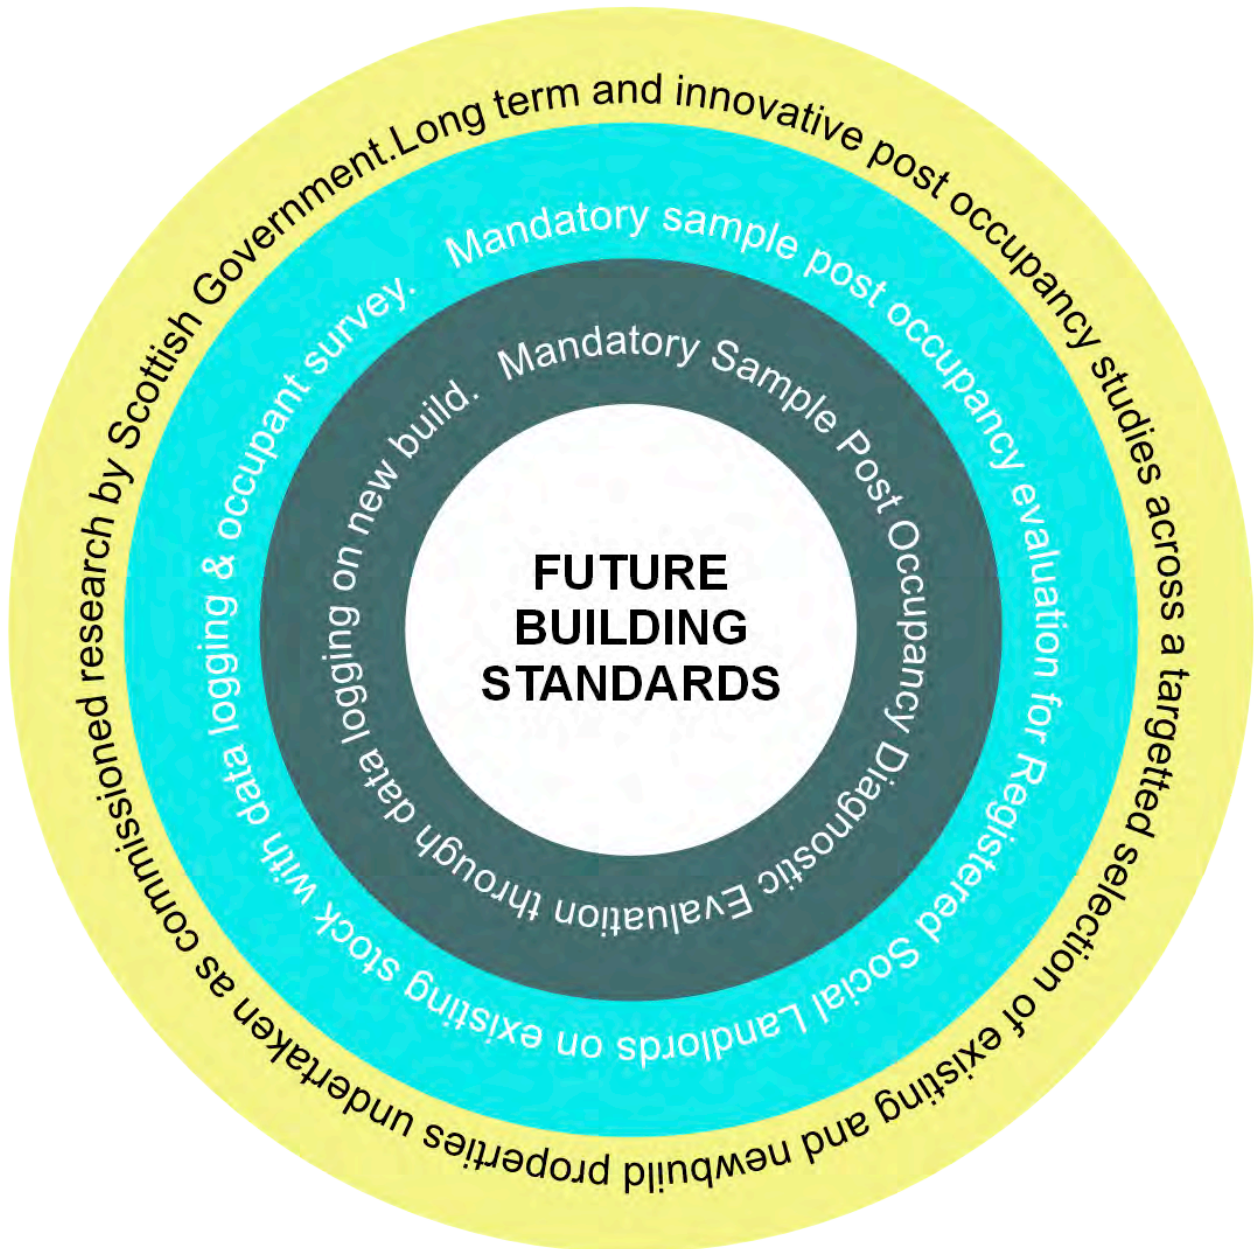 Long term and innovative post occupancy studies across a targetted selection of existing and newbuild properties undertaken as commissioned research by Scottish Government.
Mandatory sample post occupancy evaluation for Registered Social Landlords on existing stock with data logging & occupant survey.
Mandatory Sample Post Occupancy Diagnostic Evaluation through data logging on new build.
FUTURE
BUILDING
STANDARDS